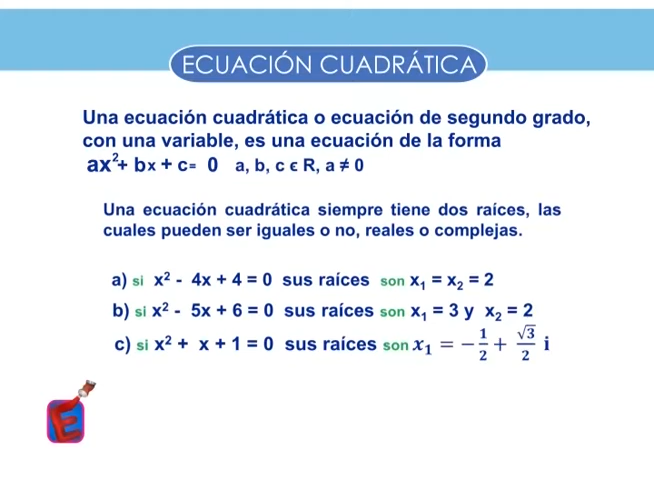 ECUACIÓN CUADRÁTICA
Una ecuación cuadrática o ecuación de segundo grado,
con una variable, es una ecuación de la forma
ax²+ bx + c= 0 a, b, c ϵ R, a ≠ 0
Una ecuación cuadrática siempre tiene dos raíces, las
cuales pueden ser iguales o no, reales o complejas.
a) si x² - 4x + 4 = 0 sus raíces son x₁ = x₂ = 2
b) si x² - 5x + 6 = 0 sus raíces son x₁ = 3 y x₂ = 2
c) si x² + x + 1 = 0 sus raíces son x₁ = −1/2 + √3/2 i
E